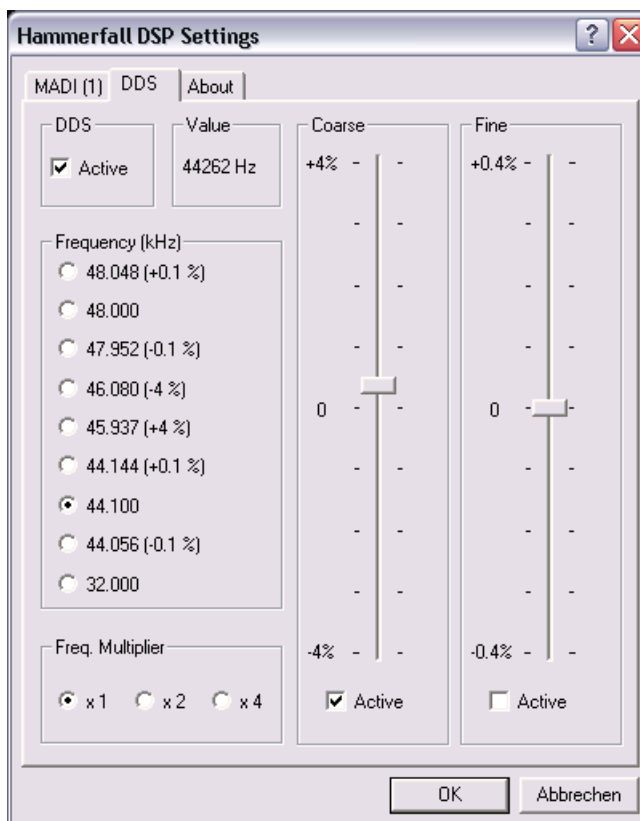 Hammerfall DSP Settings
MADI (1) DDS About
DDS
Active
Value
44262 Hz
Frequency (kHz)
48.048 (+0.1 %)
48.000
47.952 (-0.1 %)
46.080 (-4 %)
45.937 (+4 %)
44.144 (+0.1 %)
44.100
44.056 (-0.1 %)
32.000
Freq. Multiplier
x 1 x 2 x 4
Coarse
+4%
0
-4%
Active
Fine
+0.4%
0
-0.4%
Active
OK Abbrechen